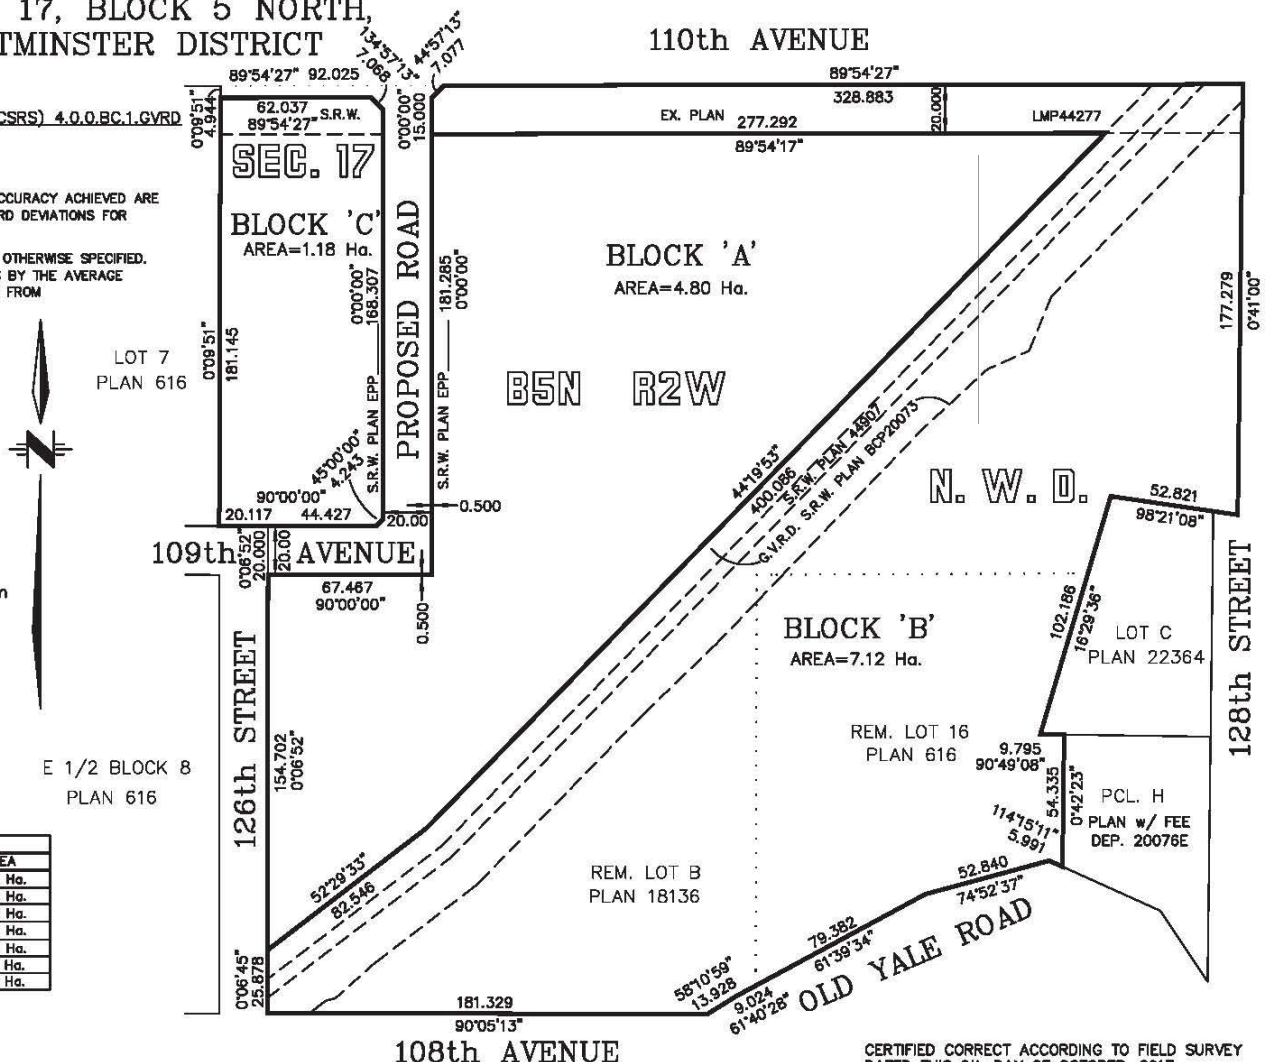 17, BLOCK 5 NORTH,
TMINSTER DISTRICT
CSRS) 4.0.0.BC.1.GVRD
CCURACY ACHIEVED ARE
RD DEVIATIONS FOR
OTHERWISE SPECIFIED.
BY THE AVERAGE
FROM
110th AVENUE
134°57'13"
7.068
44°57'13"
7.077
89°54'27" 92.025
89°54'27"
328.883
0°09'51"
4.944
62.037
89°54'27"
S.R.W.
0°00'00"
15.000
EX. PLAN
277.292
89°54'17"
20.000
LMP44277
SEC. 17
BLOCK 'C'
AREA=1.18 Ha.
0°00'00"
168.307
PROPOSED ROAD
181.285
0°00'00"
BLOCK 'A'
AREA=4.80 Ha.
177.279
0°41'00"
LOT 7
PLAN 616
0°09'51"
181.145
B5N R2W
S.R.W. PLAN EPP
S.R.W. PLAN EPP
45°00'00"
4.243
44°19'53"
400.086
S.R.W. PLAN 44907
G.V.R.D. S.R.W. PLAN BCP20073
N. W. D.
90°00'00"
20.117 44.427
20.00
0.500
52.821
98°21'08"
109th AVENUE
0°06'52"
20.000
20.00
67.467
90°00'00"
0.500
102.186
16°29'36"
LOT C
PLAN 22364
128th STREET
BLOCK 'B'
AREA=7.12 Ha.
126th STREET
154.702
0°06'52"
E 1/2 BLOCK 8
PLAN 616
REM. LOT 16
PLAN 616
9.795
90°49'08"
54.335
0°42'23"
PCL. H
PLAN w/ FEE
DEP. 20076E
114°15'11"
5.991
52°29'33"
82.546
REM. LOT B
PLAN 18136
52.840
74°52'37"
79.382
61°39'34"
OLD YALE ROAD
EA
Ha.
Ha.
Ha.
Ha.
Ha.
Ha.
Ha.
0°06'45"
25.878
181.329
90°05'13"
58°10'59"
13.928
9.024
61°40'28"
108th AVENUE
CERTIFIED CORRECT ACCORDING TO FIELD SURVEY